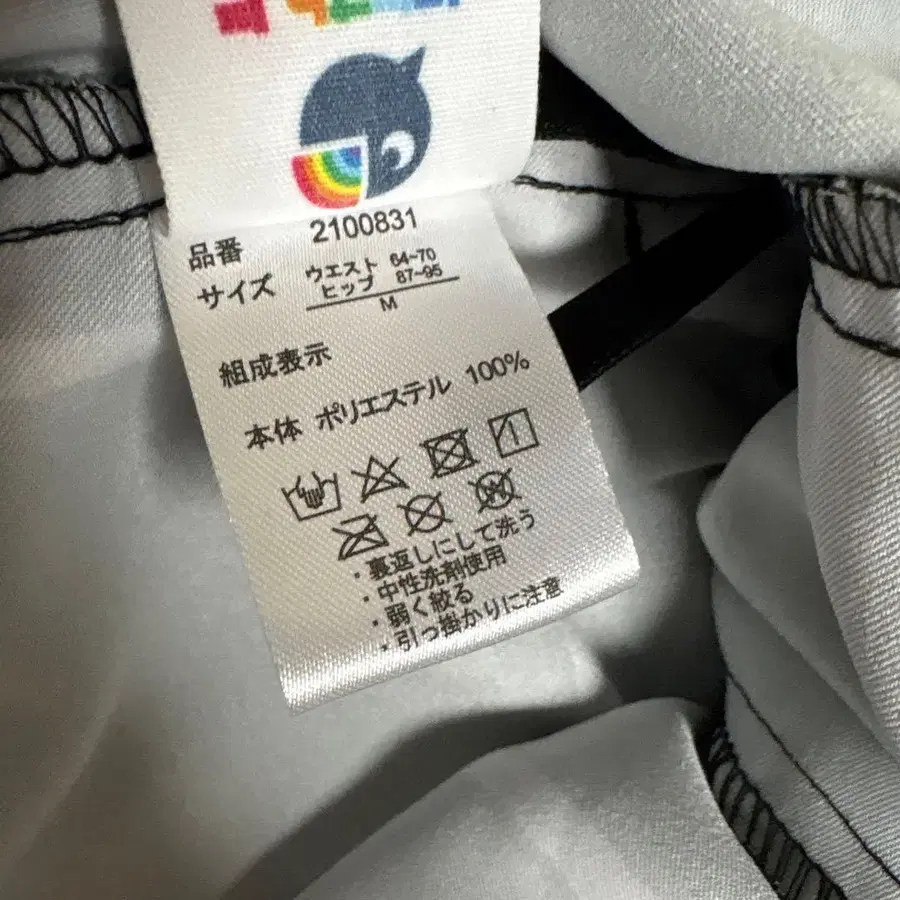 品番 2100831
サイズ ウエスト 64~70
ヒップ 87~95
M
組成表示
本体 ポリエステル 100%
・裏返しにして洗う
・中性洗剤使用
・弱く絞る
・引っ掛かりに注意